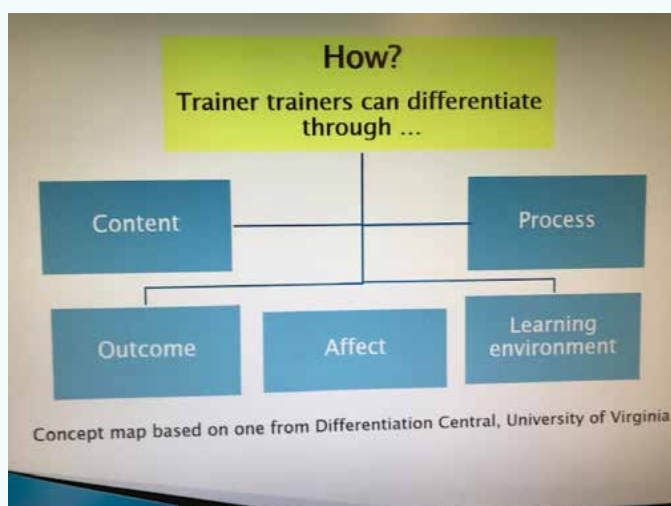 How?
Trainer trainers can differentiate
through ...
Content
Process
Outcome
Affect
Learning
environment
Concept map based on one from Differentiation Central, University of Virginia